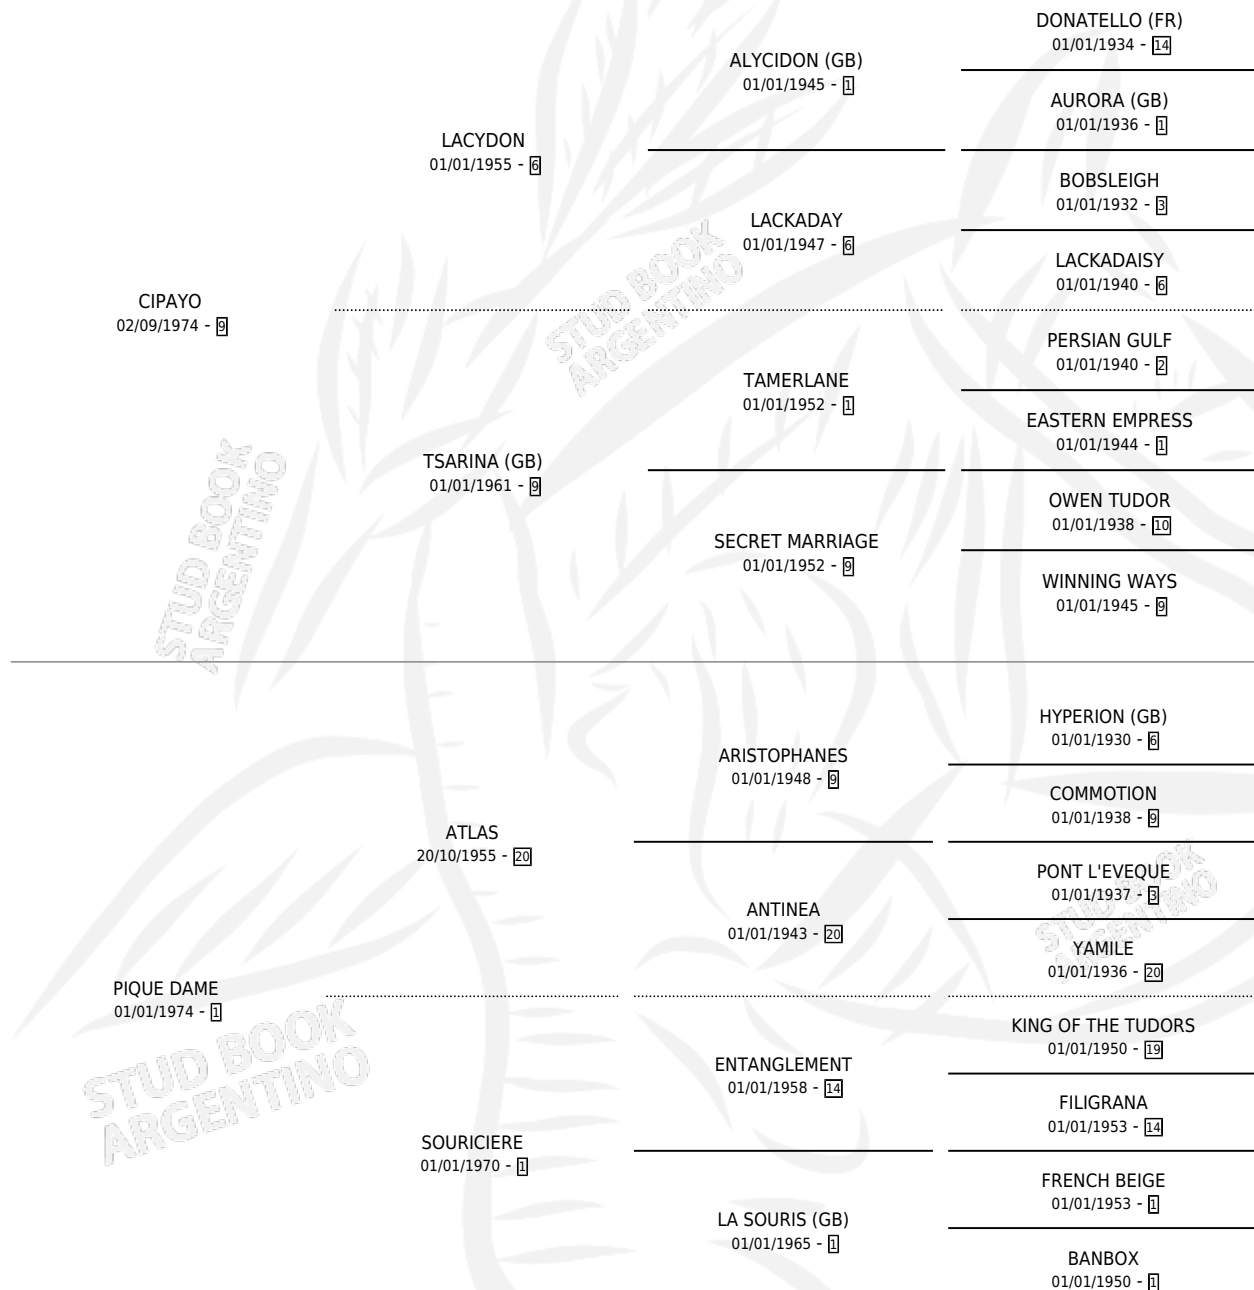 DONATELLO (FR)
01/01/1934 - 14
ALYCIDON (GB)
01/01/1945 - 1
AURORA (GB)
01/01/1936 - 1
LACYDON
01/01/1955 - 6
BOBSLEIGH
01/01/1932 - 3
LACKADAY
01/01/1947 - 6
LACKADAISY
01/01/1940 - 6
CIPAYO
02/09/1974 - 9
PERSIAN GULF
01/01/1940 - 2
TAMERLANE
01/01/1952 - 1
EASTERN EMPRESS
01/01/1944 - 1
TSARINA (GB)
01/01/1961 - 9
OWEN TUDOR
01/01/1938 - 10
SECRET MARRIAGE
01/01/1952 - 9
WINNING WAYS
01/01/1945 - 9
STUD BOOK
ARGENTINO
STUD BOOK
ARGENTINO
HYPERION (GB)
01/01/1930 - 6
ARISTOPHANES
01/01/1948 - 9
COMMOTION
01/01/1938 - 9
ATLAS
20/10/1955 - 20
PONT L'EVEQUE
01/01/1937 - 3
ANTINEA
01/01/1943 - 20
YAMILE
01/01/1936 - 20
PIQUE DAME
01/01/1974 - 1
KING OF THE TUDORS
01/01/1950 - 19
ENTANGLEMENT
01/01/1958 - 14
FILIGRANA
01/01/1953 - 14
SOURICIERE
01/01/1970 - 1
FRENCH BEIGE
01/01/1953 - 1
LA SOURIS (GB)
01/01/1965 - 1
BANBOX
01/01/1950 - 1
STUD BOOK
ARGENTINO
STUD BOOK
ARGENTINO